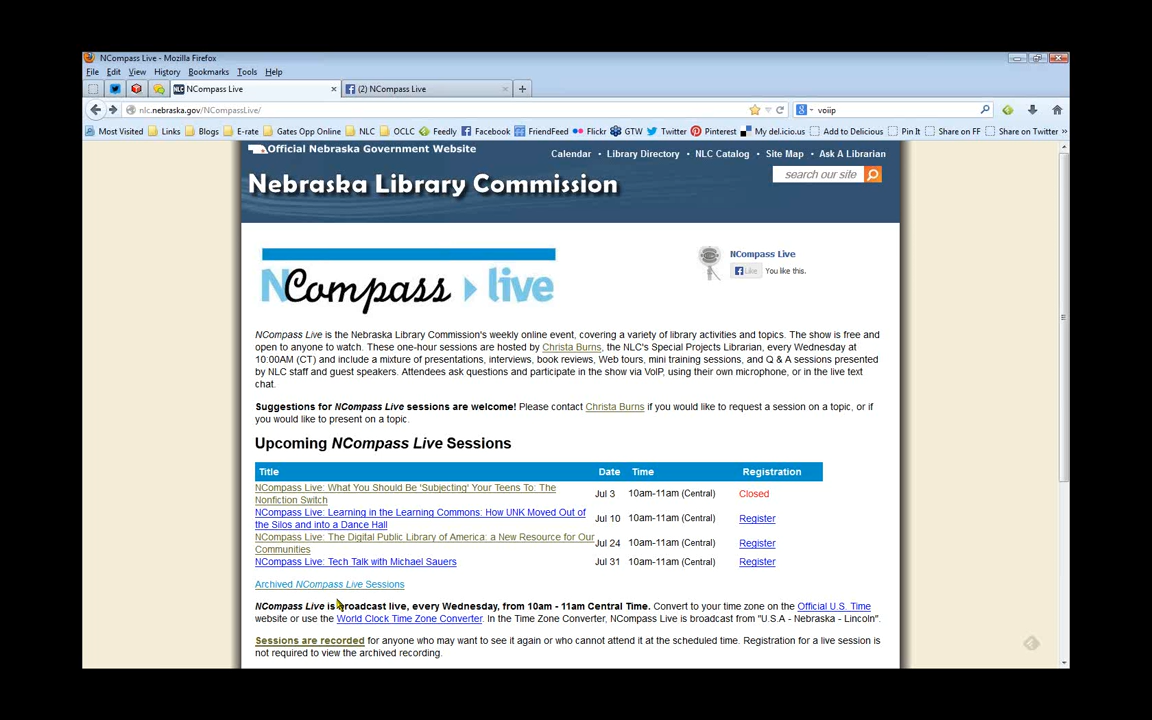 NCompass Live - Mozilla Firefox
File Edit View History Bookmarks Tools Help
NCompass Live × (2) NCompass Live × +
nlc.nebraska.gov/NCompassLive/ voiip
Most Visited Links Blogs E-rate Gates Opp Online NLC OCLC Feedly Facebook FriendFeed Flickr GTW Twitter Pinterest My del.icio.us Add to Delicious Pin It Share on FF Share on Twitter »
Official Nebraska Government Website
Calendar • Library Directory • NLC Catalog • Site Map • Ask A Librarian
Nebraska Library Commission
search our site
NCompass live
NCompass Live
Like You like this.
NCompass Live is the Nebraska Library Commission's weekly online event, covering a variety of library activities and topics. The show is free and
open to anyone to watch. These one-hour sessions are hosted by Christa Burns, the NLC's Special Projects Librarian, every Wednesday at
10:00AM (CT) and include a mixture of presentations, interviews, book reviews, Web tours, mini training sessions, and Q & A sessions presented
by NLC staff and guest speakers. Attendees ask questions and participate in the show via VoIP, using their own microphone, or in the live text
chat.
Suggestions for NCompass Live sessions are welcome! Please contact Christa Burns if you would like to request a session on a topic, or if
you would like to present on a topic.
Upcoming NCompass Live Sessions
Title Date Time Registration
NCompass Live: What You Should Be 'Subjecting' Your Teens To: The
Nonfiction Switch Jul 3 10am-11am (Central) Closed
NCompass Live: Learning in the Learning Commons: How UNK Moved Out of
the Silos and into a Dance Hall Jul 10 10am-11am (Central) Register
NCompass Live: The Digital Public Library of America: a New Resource for Our
Communities Jul 24 10am-11am (Central) Register
NCompass Live: Tech Talk with Michael Sauers Jul 31 10am-11am (Central) Register
Archived NCompass Live Sessions
NCompass Live is broadcast live, every Wednesday, from 10am - 11am Central Time. Convert to your time zone on the Official U.S. Time
website or use the World Clock Time Zone Converter. In the Time Zone Converter, NCompass Live is broadcast from "U.S.A - Nebraska - Lincoln".
Sessions are recorded for anyone who may want to see it again or who cannot attend it at the scheduled time. Registration for a live session is
not required to view the archived recording.